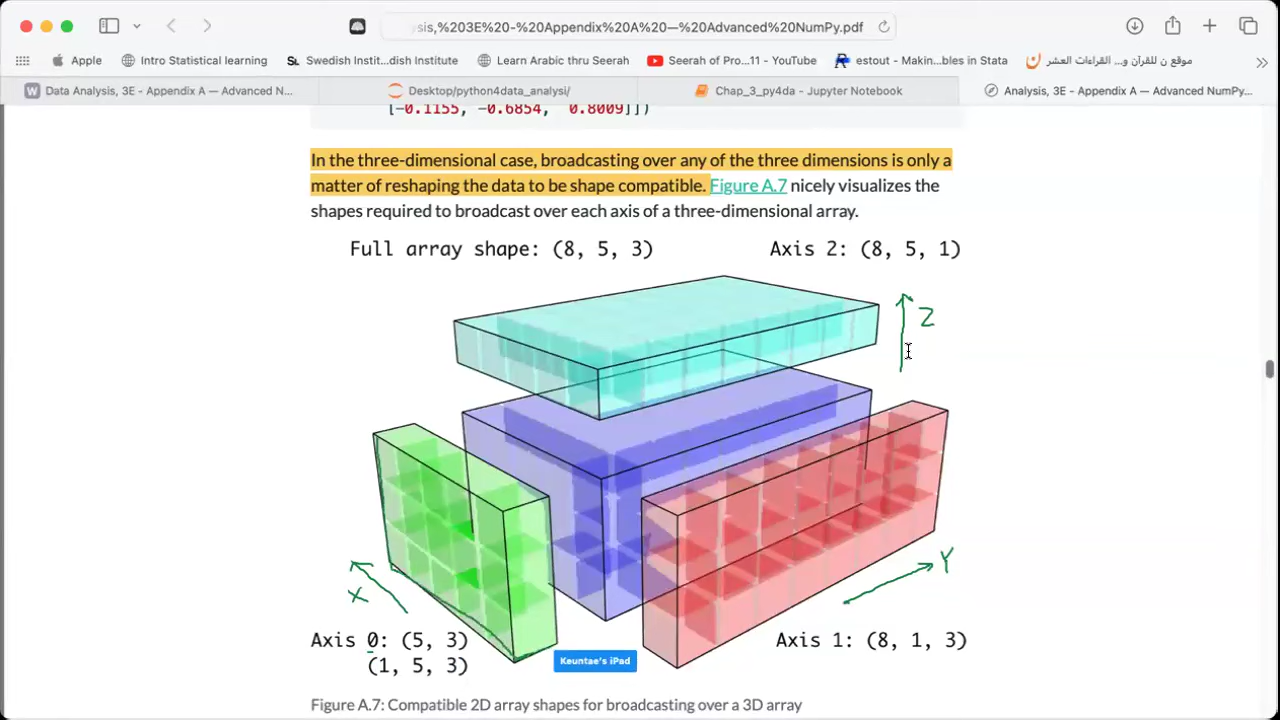 sis,%203E%20-%20Appendix%20A%20—%20Advanced%20NumPy.pdf
Apple
Intro Statistical learning
SL Swedish Instit...dish Institute
Learn Arabic thru Seerah
Seerah of Pro...11 - YouTube
estout - Makin...bles in Stata
موقع ن للقرآن و... القراءات العشر
W Data Analysis, 3E - Appendix A — Advanced N...
Desktop/python4data_analysi/
Chap_3_py4da - Jupyter Notebook
Analysis, 3E - Appendix A — Advanced NumPy...
[-0.1155, -0.6854, 0.8009]])
In the three-dimensional case, broadcasting over any of the three dimensions is only a
matter of reshaping the data to be shape compatible. Figure A.7 nicely visualizes the
shapes required to broadcast over each axis of a three-dimensional array.
Full array shape: (8, 5, 3)
Axis 2: (8, 5, 1)
Z
X
Y
Axis 0: (5, 3)
(1, 5, 3)
Axis 1: (8, 1, 3)
Keuntae's iPad
Figure A.7: Compatible 2D array shapes for broadcasting over a 3D array